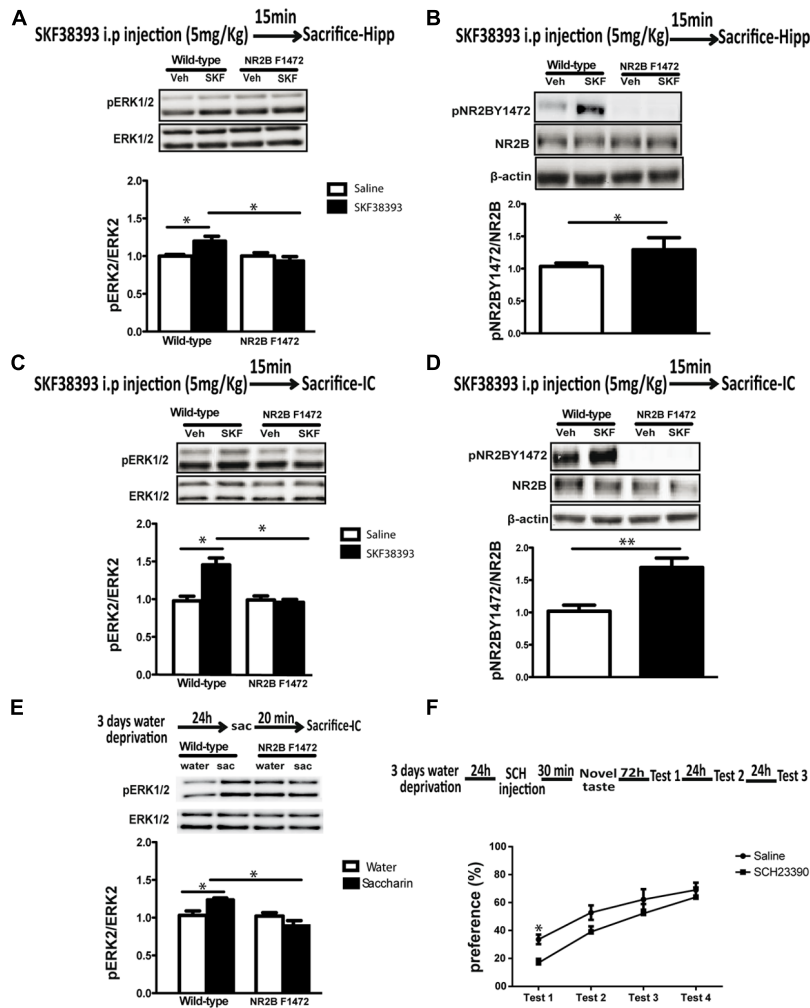 A
SKF38393 i.p injection (5mg/Kg) 15min Sacrifice-Hipp
Wild-type NR2B F1472
Veh SKF Veh SKF
pERK1/2
ERK1/2
Saline
SKF38393
pERK2/ERK2
2.0
1.5
1.0
0.5
0.0
* *
Wild-type NR2B F1472
B
SKF38393 i.p injection (5mg/Kg) 15min Sacrifice-Hipp
Wild-type NR2B F1472
Veh SKF Veh SKF
pNR2BY1472
NR2B
β-actin
pNR2BY1472/NR2B
2.0
1.5
1.0
0.5
0.0
*
C
SKF38393 i.p injection (5mg/Kg) 15min Sacrifice-IC
Wild-type NR2B F1472
Veh SKF Veh SKF
pERK1/2
ERK1/2
Saline
SKF38393
pERK2/ERK2
2.0
1.5
1.0
0.5
0.0
* *
Wild-type NR2B F1472
D
SKF38393 i.p injection (5mg/Kg) 15min Sacrifice-IC
Wild-type NR2B F1472
Veh SKF Veh SKF
pNR2BY1472
NR2B
β-actin
pNR2BY1472/NR2B
2.0
1.5
1.0
0.5
0.0
**
E
3 days water deprivation 24h sac 20 min Sacrifice-IC
Wild-type NR2B F1472
water sac water sac
pERK1/2
ERK1/2
Water
Saccharin
pERK2/ERK2
2.0
1.5
1.0
0.5
0.0
* *
Wild-type NR2B F1472
F
3 days water deprivation 24h SCH injection 30 min Novel taste 72h Test 1 24h Test 2 24h Test 3
Saline
SCH23390
preference (%)
100
80
60
40
20
00
*
Test 1 Test 2 Test 3 Test 4